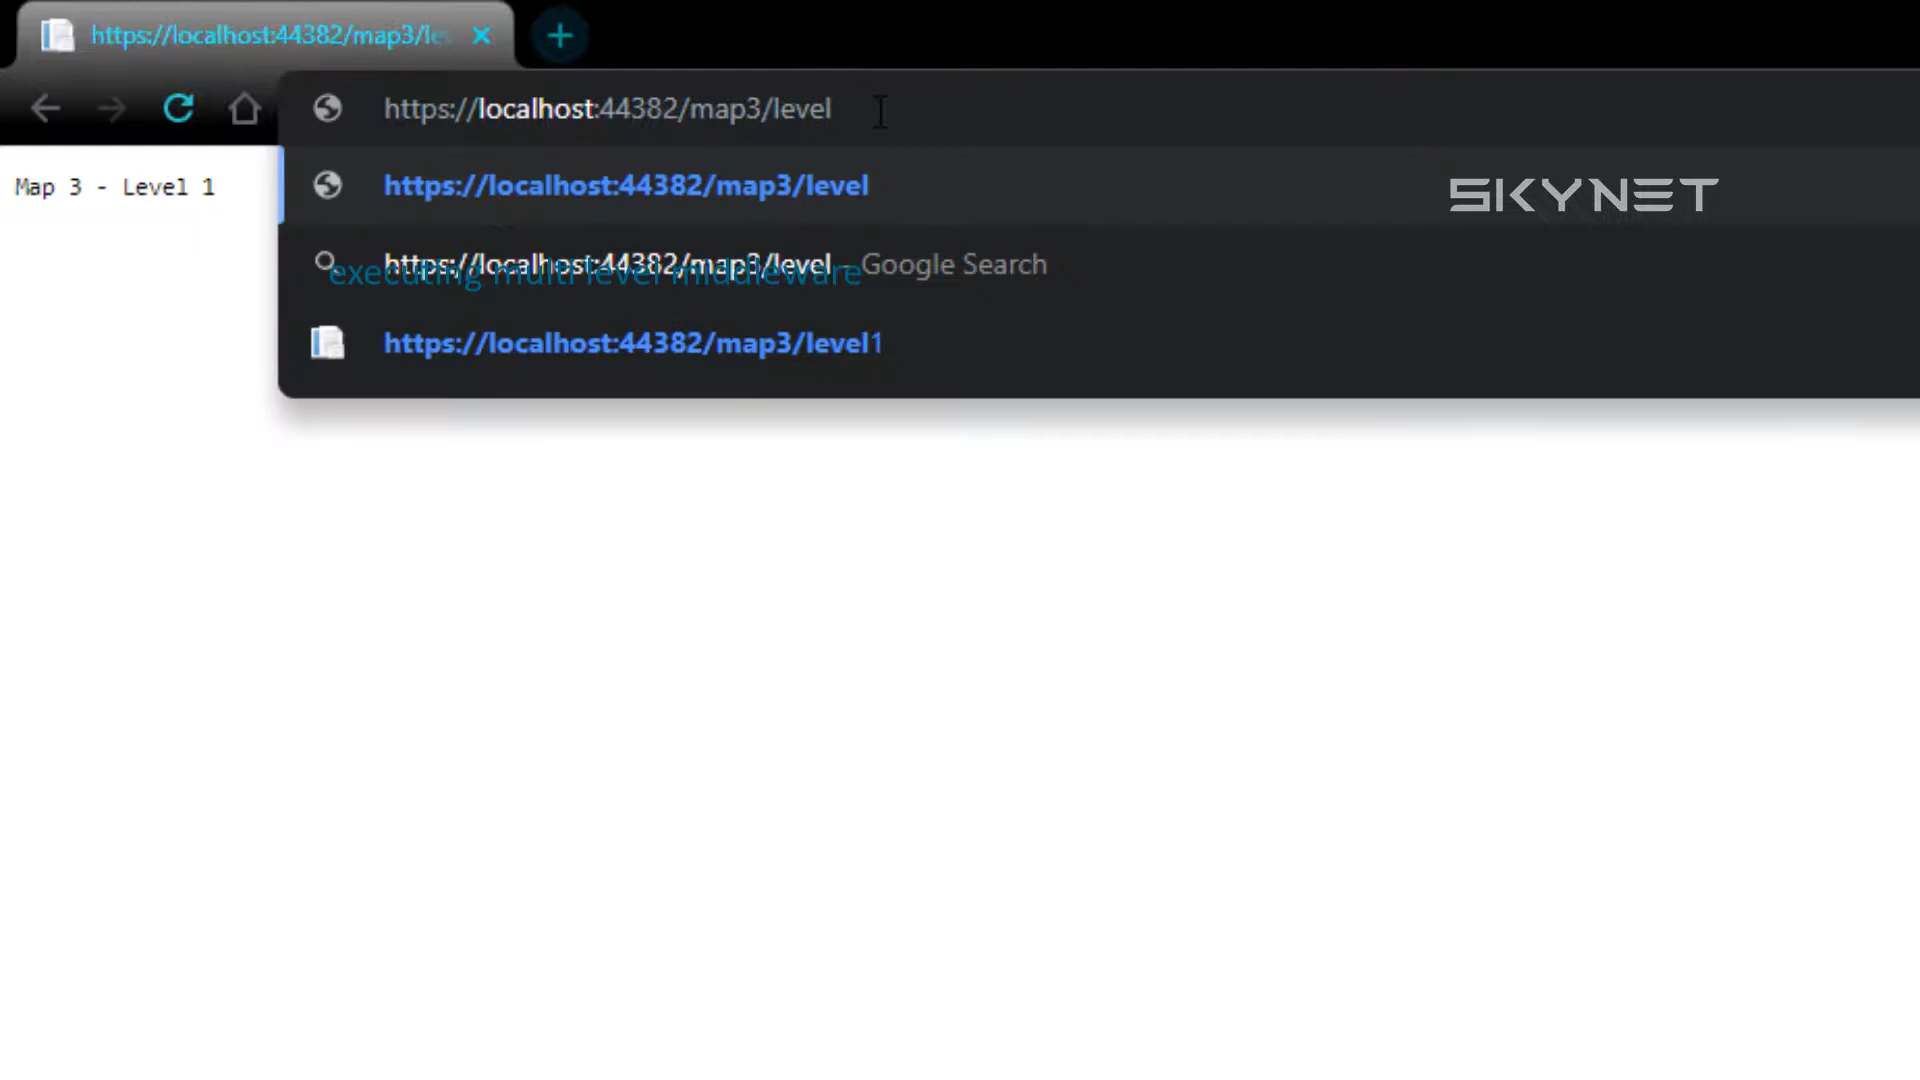 https://localhost:44382/map3/le
https://localhost:44382/map3/level
Map 3 - Level 1
https://localhost:44382/map3/level
SKYNET
https://localhost:44382/map3/level - Google Search
executing multi level middleware
https://localhost:44382/map3/level1